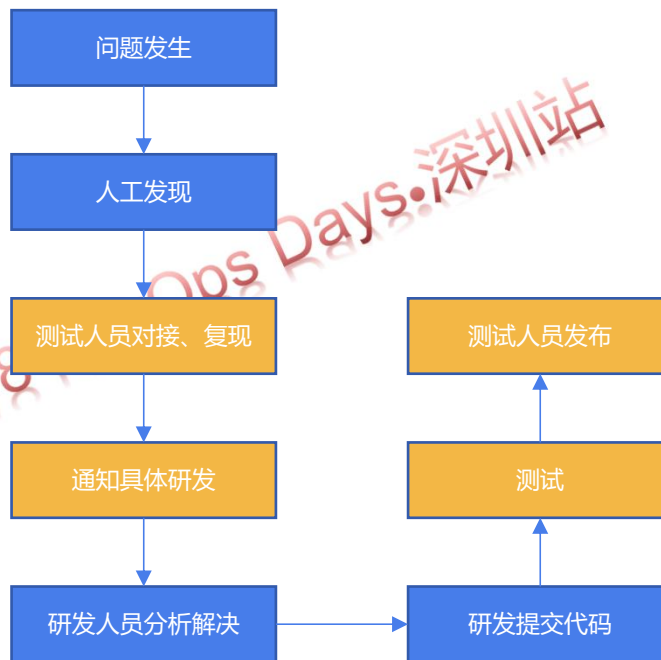 问题发生
人工发现
测试人员对接、复现
通知具体研发
研发人员分析解决
研发提交代码
测试
测试人员发布
Ops Days•深圳站